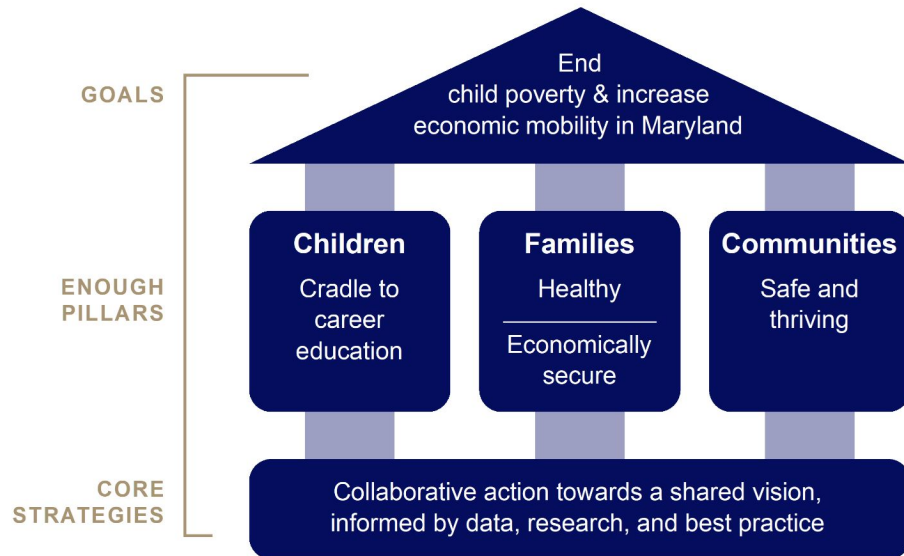 GOALS
End
child poverty & increase
economic mobility in Maryland
ENOUGH
PILLARS
Children
Cradle to
career
education
Families
Healthy
Economically
secure
Communities
Safe and
thriving
CORE
STRATEGIES
Collaborative action towards a shared vision,
informed by data, research, and best practice